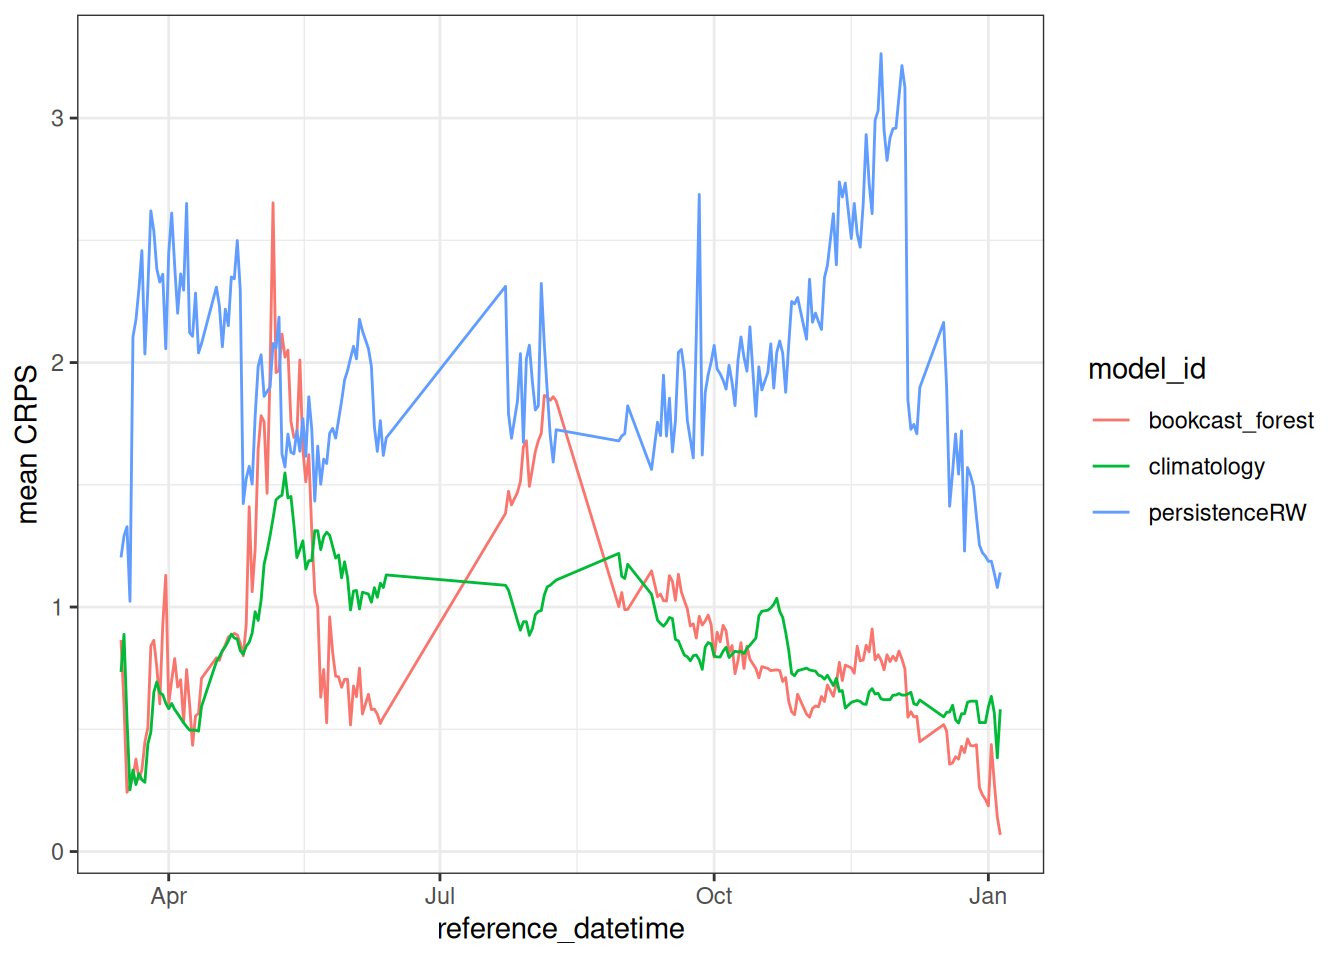 3
2
1
0
mean CRPS
Apr
Jul
Oct
Jan
reference_datetime
model_id
bookcast_forest
climatology
persistenceRW